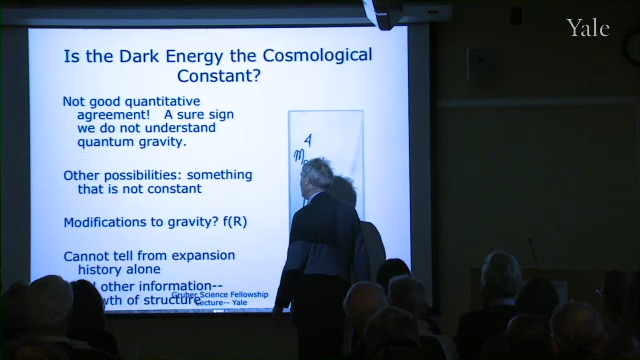 Yale
Is the Dark Energy the Cosmological
Constant?
Not good quantitative
agreement! A sure sign
we do not understand
quantum gravity.
Other possibilities: something
that is not constant
Modifications to gravity? f(R)
Cannot tell from expansion
history alone
other information--
of structure
Gruber Science Fellowship
Lecture-- Yale
4